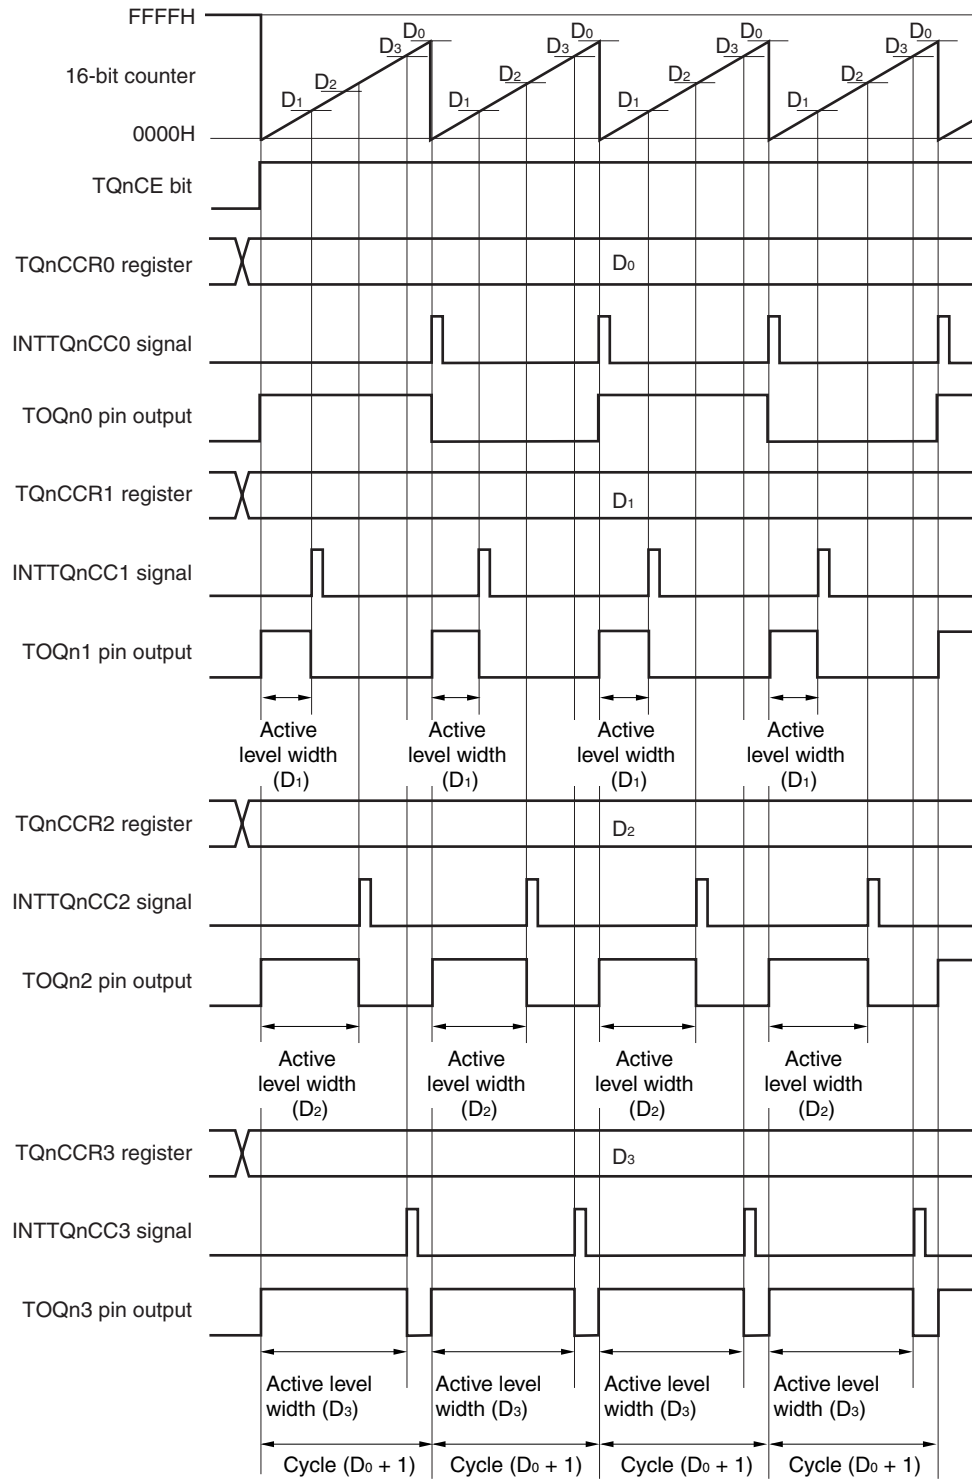 FFFFH
16-bit counter
0000H
D1 D2 D3 D0
D1 D2 D3 D0
D1 D2 D3 D0
D1 D2 D3 D0
TQnCE bit
TQnCCR0 register
D0
INTTQnCC0 signal
TOQn0 pin output
TQnCCR1 register
D1
INTTQnCC1 signal
TOQn1 pin output
Active Active Active Active
level width level width level width level width
(D1) (D1) (D1) (D1)
TQnCCR2 register
D2
INTTQnCC2 signal
TOQn2 pin output
Active Active Active Active
level width level width level width level width
(D2) (D2) (D2) (D2)
TQnCCR3 register
D3
INTTQnCC3 signal
TOQn3 pin output
Active level Active level Active level Active level
width (D3) width (D3) width (D3) width (D3)
Cycle (D0 + 1) Cycle (D0 + 1) Cycle (D0 + 1) Cycle (D0 + 1)